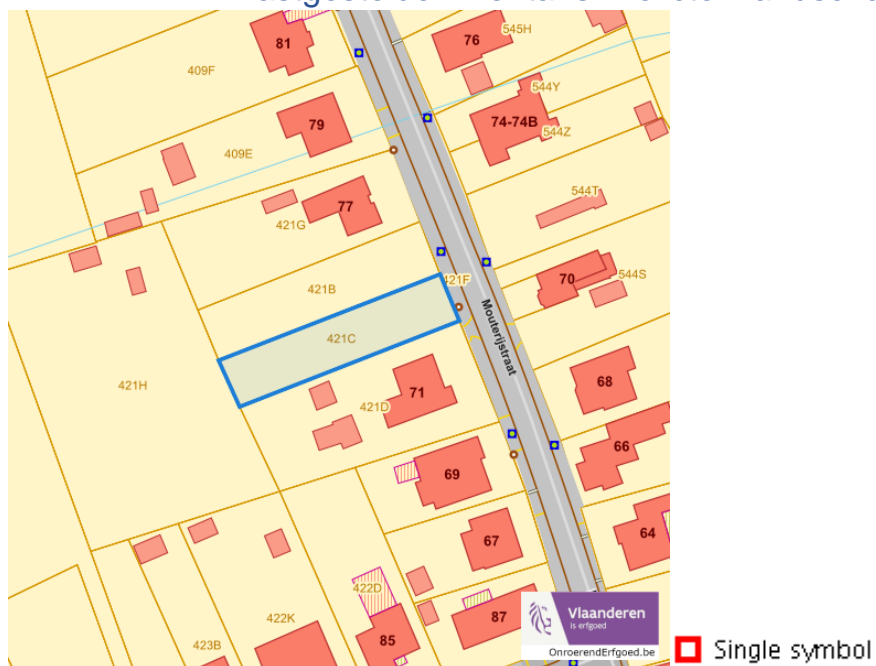 81
76
545H
409F
544Y
79
74-74B
544Z
409E
544T
77
421G
421F
70
544S
421B
Mouterijstraat
421C
421H
68
71
421D
66
69
64
67
422D
422K
87
85
423B
Vlaanderen
is erfgoed
OnroerendErfgoed.be
Single symbol